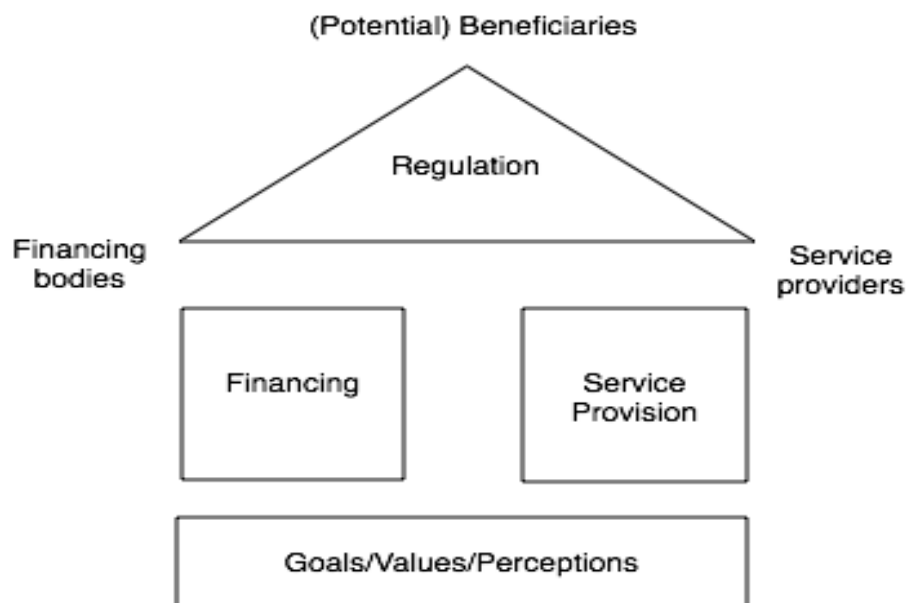 (Potential) Beneficiaries
Regulation
Financing
bodies
Service
providers
Financing
Service
Provision
Goals/Values/Perceptions